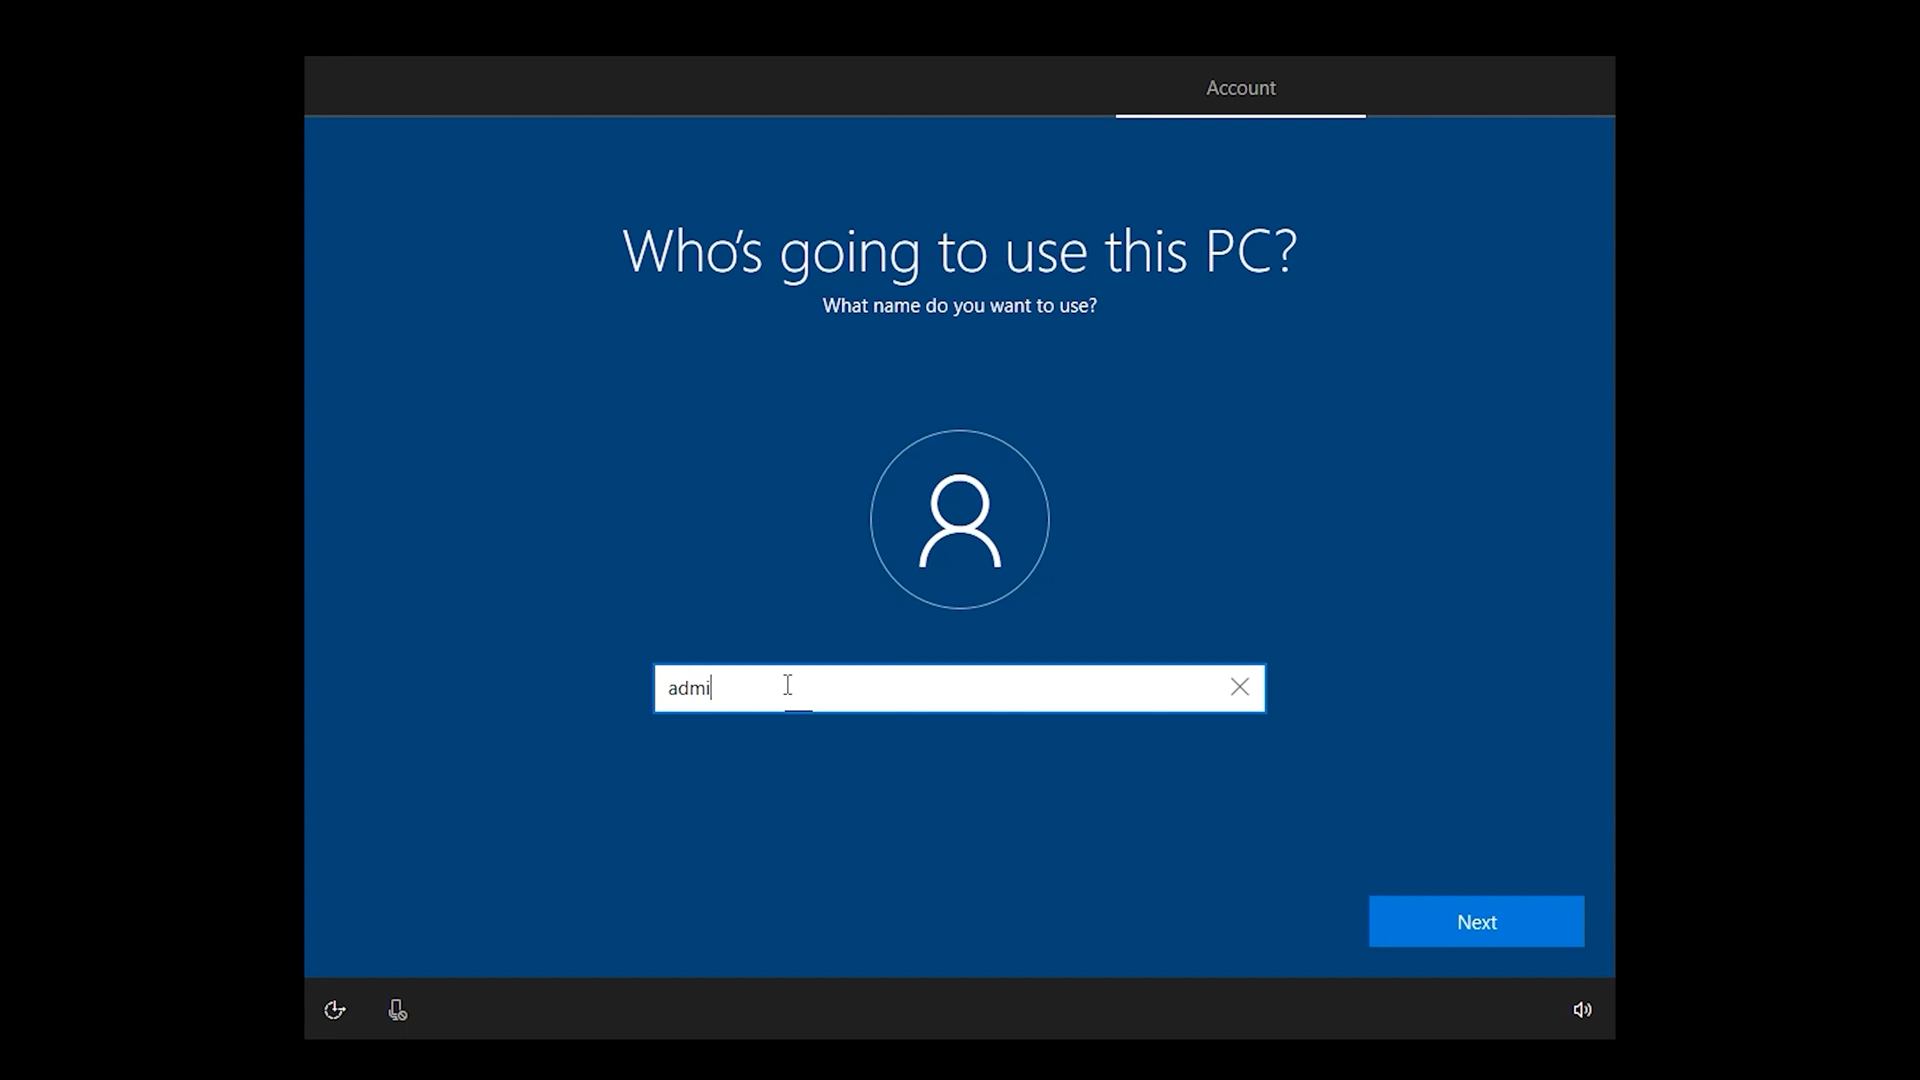 Account
Who's going to use this PC?
What name do you want to use?
admi
Next